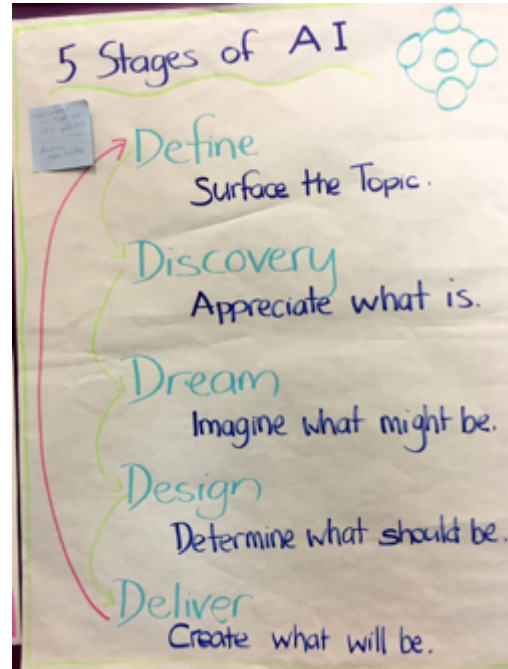 5 Stages of AI
Define
Surface the Topic.
Discovery
Appreciate what is.
Dream
Imagine what might be.
Design
Determine what should be.
Deliver
Create what will be.